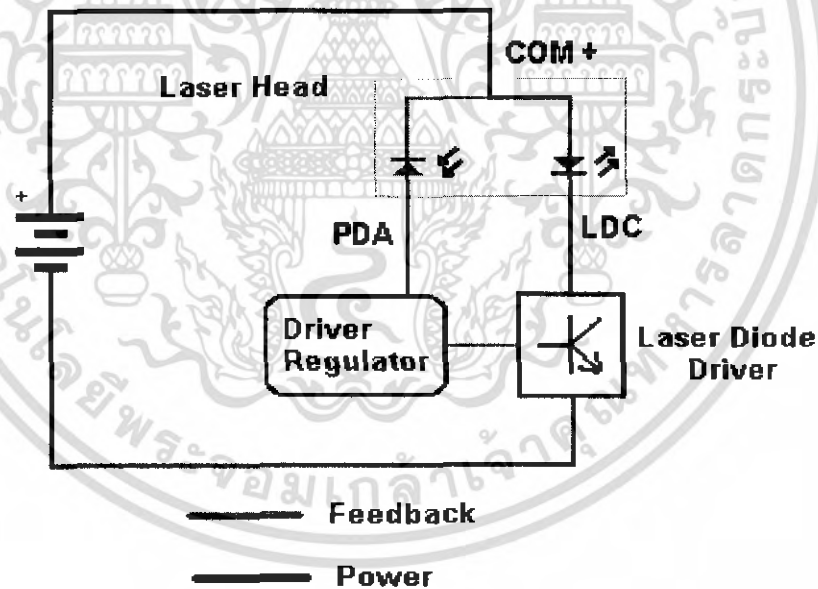 COM +
Laser Head
+
PDA
LDC
Driver
Regulator
Laser Diode
Driver
Feedback
Power